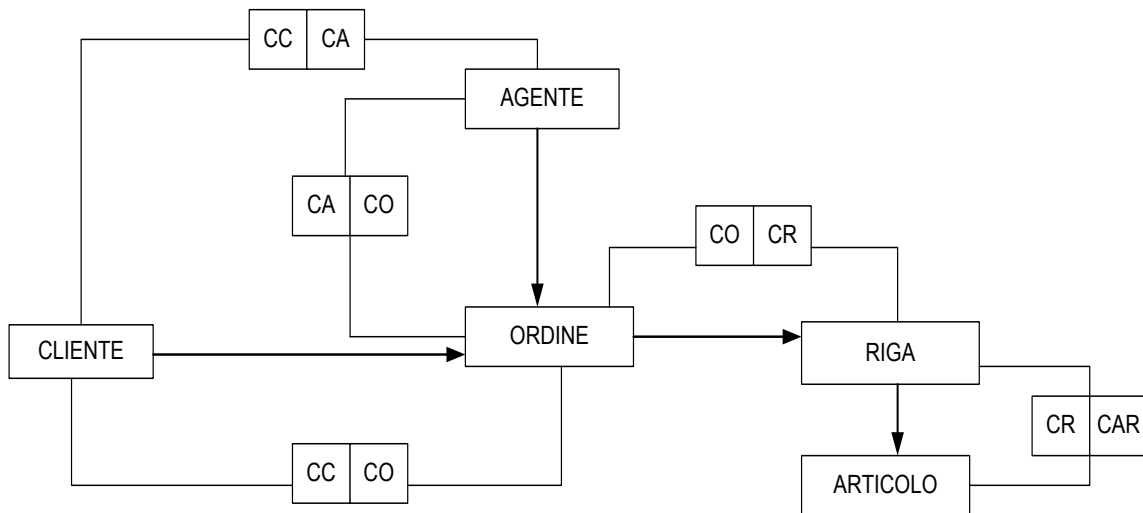 CC CA
AGENTE
CA CO
CO CR
ORDINE
CLIENTE
RIGA
CR CAR
CC CO
ARTICOLO